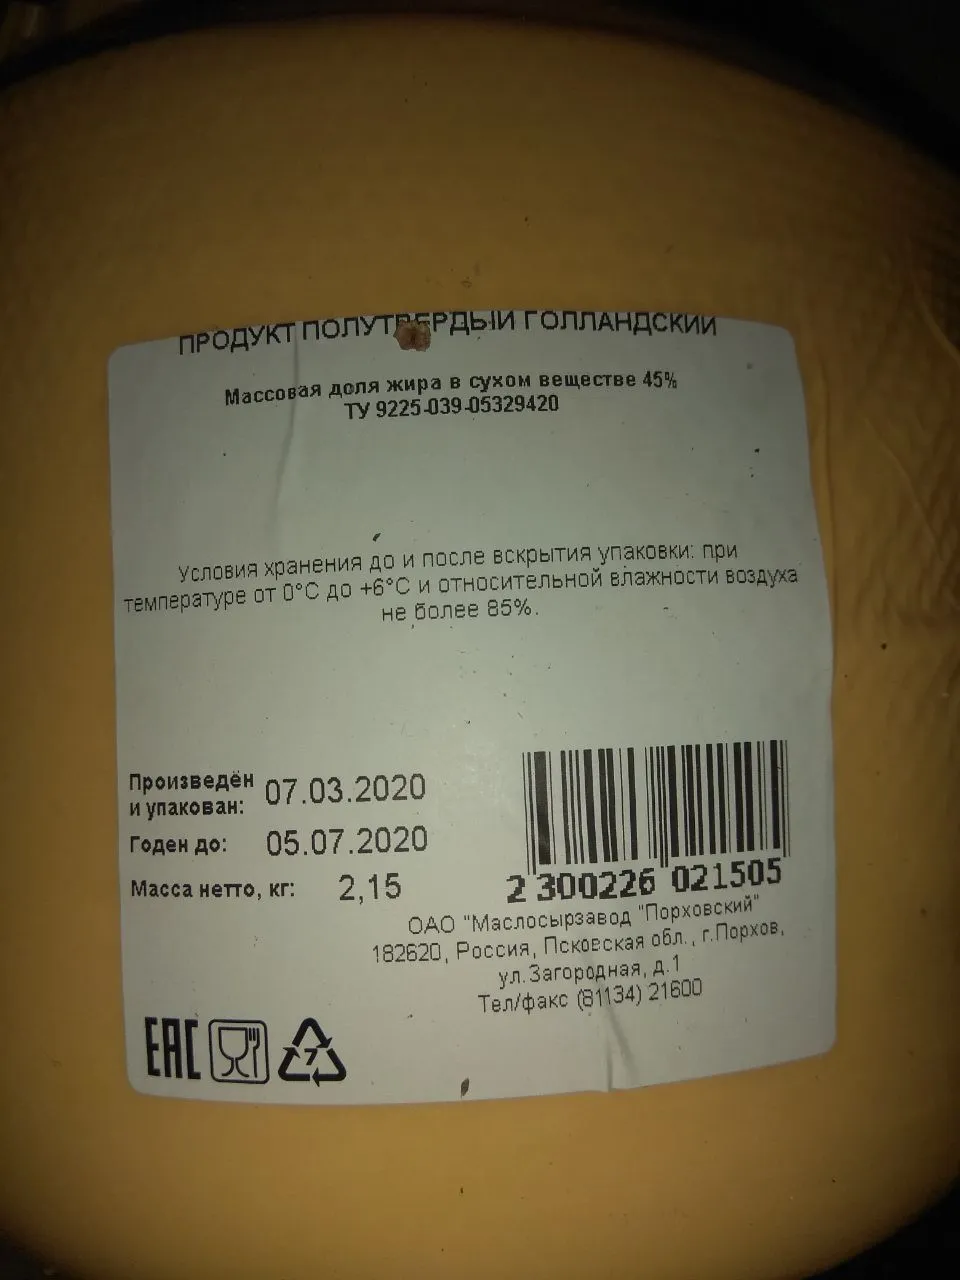 ПРОДУКТ ПОЛУТВЕРДЫЙ ГОЛЛАНДСКИЙ
Массовая доля жира в сухом веществе 45%
ТУ 9225-039-05329420
Условия хранения до и после вскрытия упаковки: при
температуре от 0°С до +6°С и относительной влажности воздуха
не более 85%.
Произведён
и упакован: 07.03.2020
Годен до: 05.07.2020
Масса нетто, кг: 2,15
2 300226 021505
ОАО "Маслосырзавод "Порховский"
182620, Россия, Псковская обл., г.Порхов,
ул.Загородная, д.1
Тел/факс (81134) 21600
EAC
7